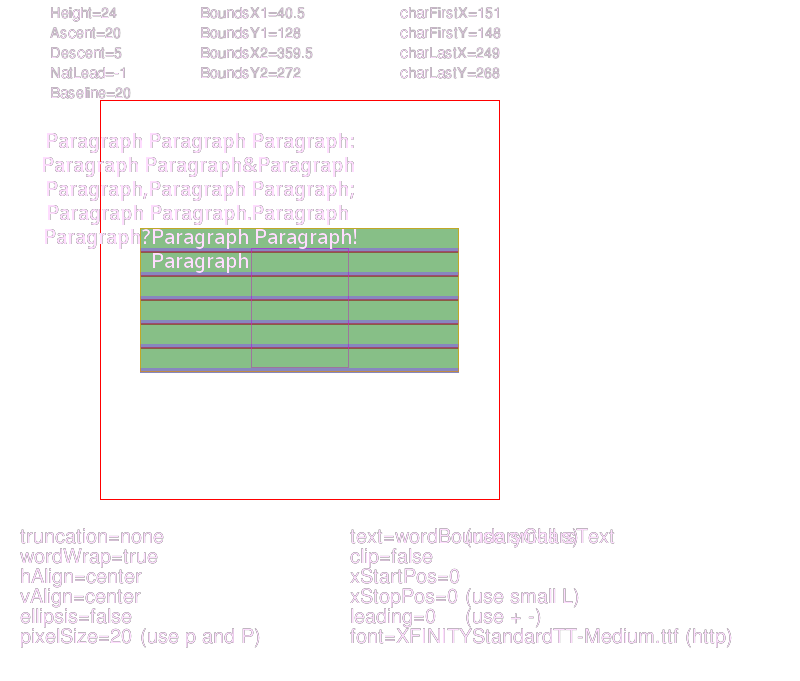 Height=24 BoundsX1=40.5 charFirstX=151
Ascent=20 BoundsY1=128 charFirstY=148
Descent=5 BoundsX2=359.5 charLastX=249
NatLead=-1 BoundsY2=272 charLastY=268
Baseline=20
Paragraph Paragraph Paragraph:
Paragraph Paragraph&Paragraph
Paragraph,Paragraph Paragraph;
Paragraph Paragraph.Paragraph
Paragraph?Paragraph Paragraph!
Paragraph
truncation=none text=wordBoundaryCharsText
wordWrap=true clip=false
hAlign=center xStartPos=0
vAlign=center xStopPos=0 (use small L)
ellipsis=false leading=0 (use + -)
pixelSize=20 (use p and P) font=XFINITYStandardTT-Medium.ttf (http)